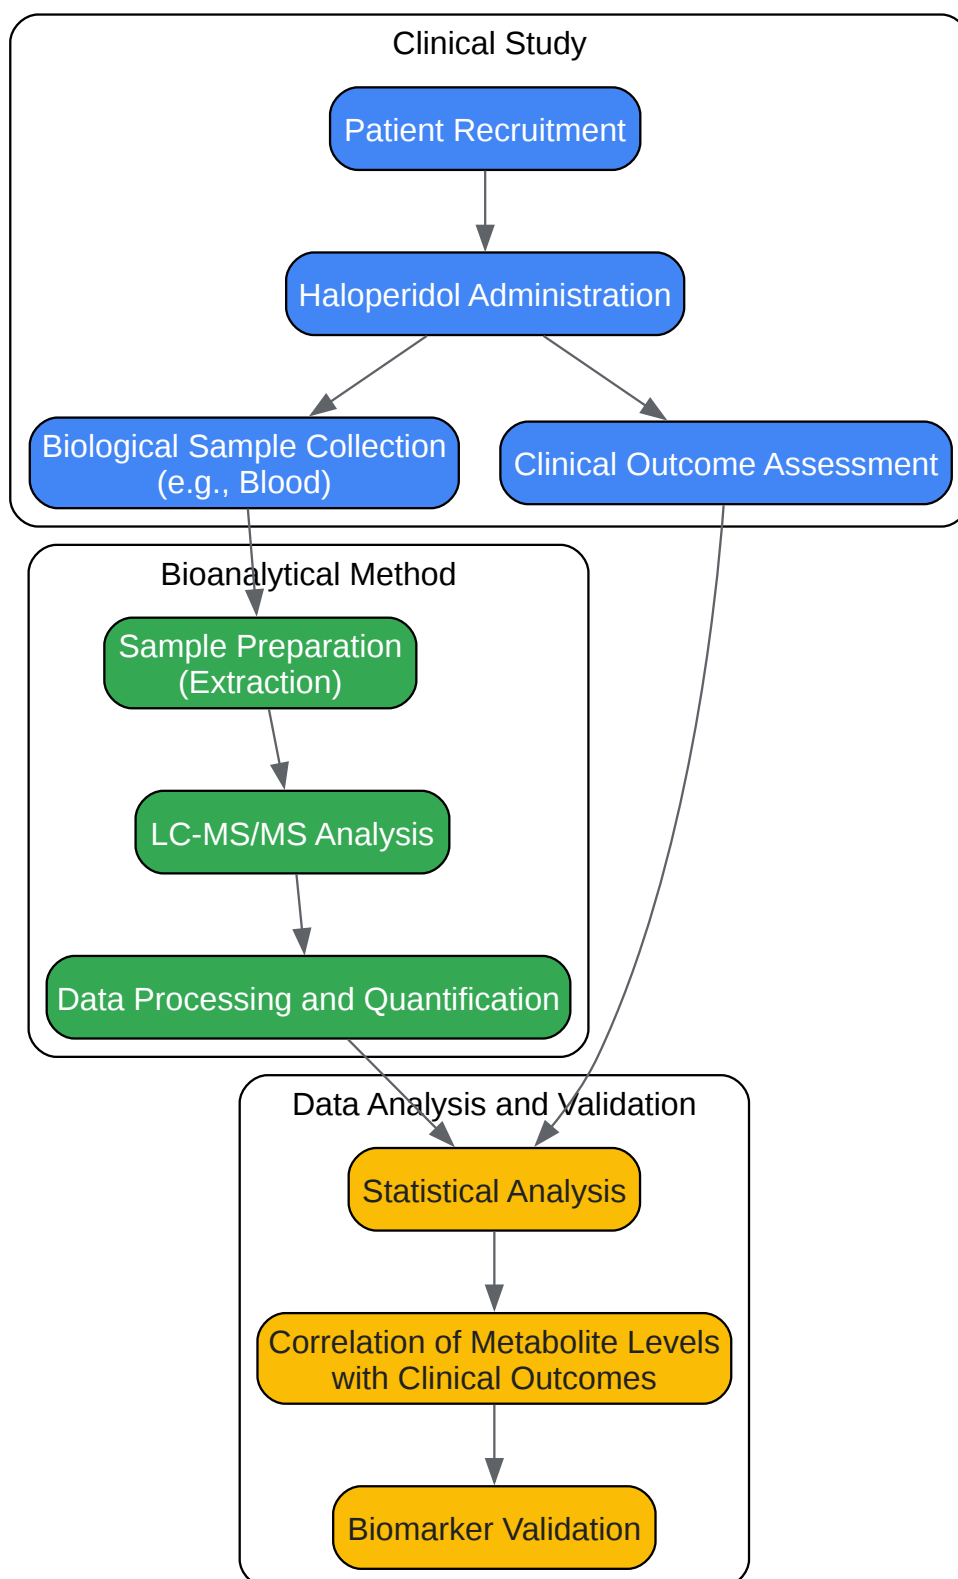 Clinical Study
Patient Recruitment
Haloperidol Administration
Biological Sample Collection
(e.g., Blood)
Clinical Outcome Assessment
Bioanalytical Method
Sample Preparation
(Extraction)
LC-MS/MS Analysis
Data Processing and Quantification
Data Analysis and Validation
Statistical Analysis
Correlation of Metabolite Levels
with Clinical Outcomes
Biomarker Validation